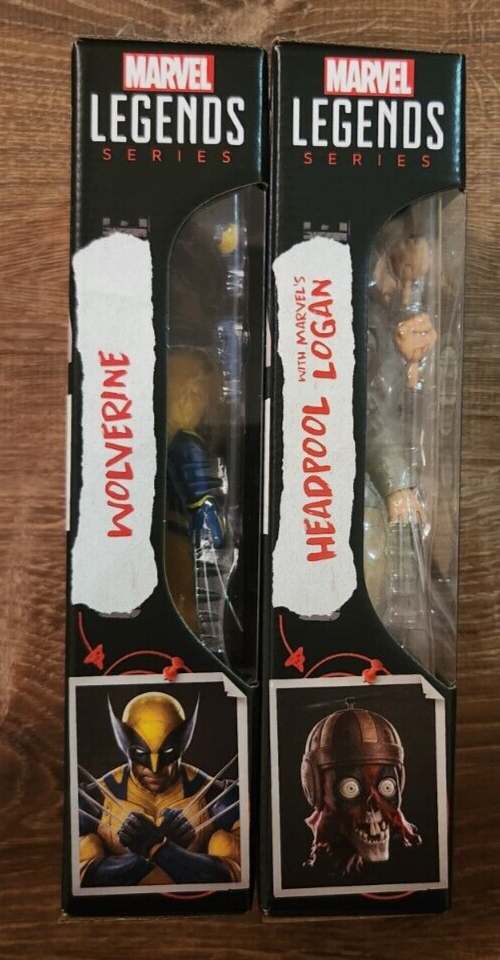 MARVEL
LEGENDS
SERIES
WOLVERINE
MARVEL
LEGENDS
SERIES
HEADPOOL WITH MARVEL'S
LOGAN